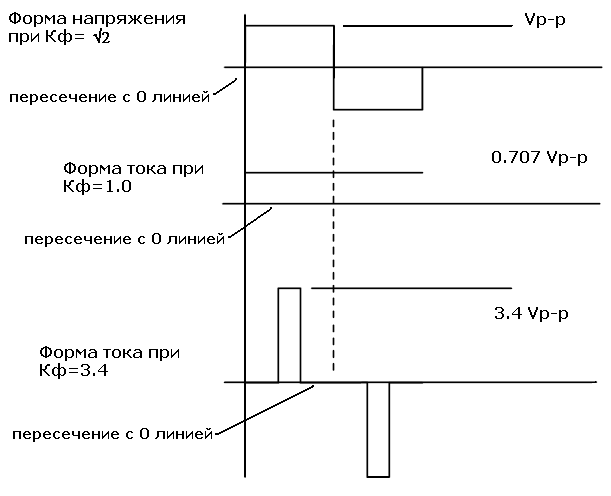 Форма напряжения
при Кф= √2
Vp-p
пересечение с 0 линией
Форма тока при
Кф=1.0
0.707 Vp-p
пересечение с 0 линией
3.4 Vp-p
Форма тока при
Кф=3.4
пересечение с 0 линией